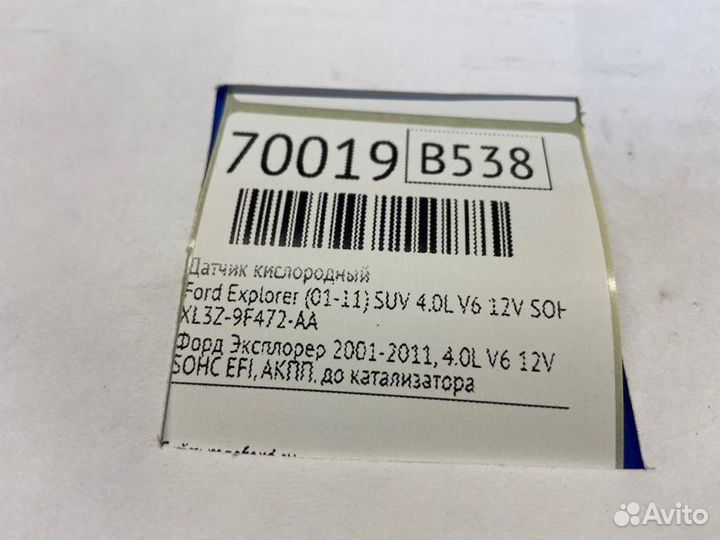 70019 B538
Датчик кислородный
Ford Explorer (01-11) SUV 4.0L V6 12V SOH
XL3Z-9F472-AA
Форд Эксплорер 2001-2011, 4.0L V6 12V
SOHC EFI, АКПП. до катализатора
Avito